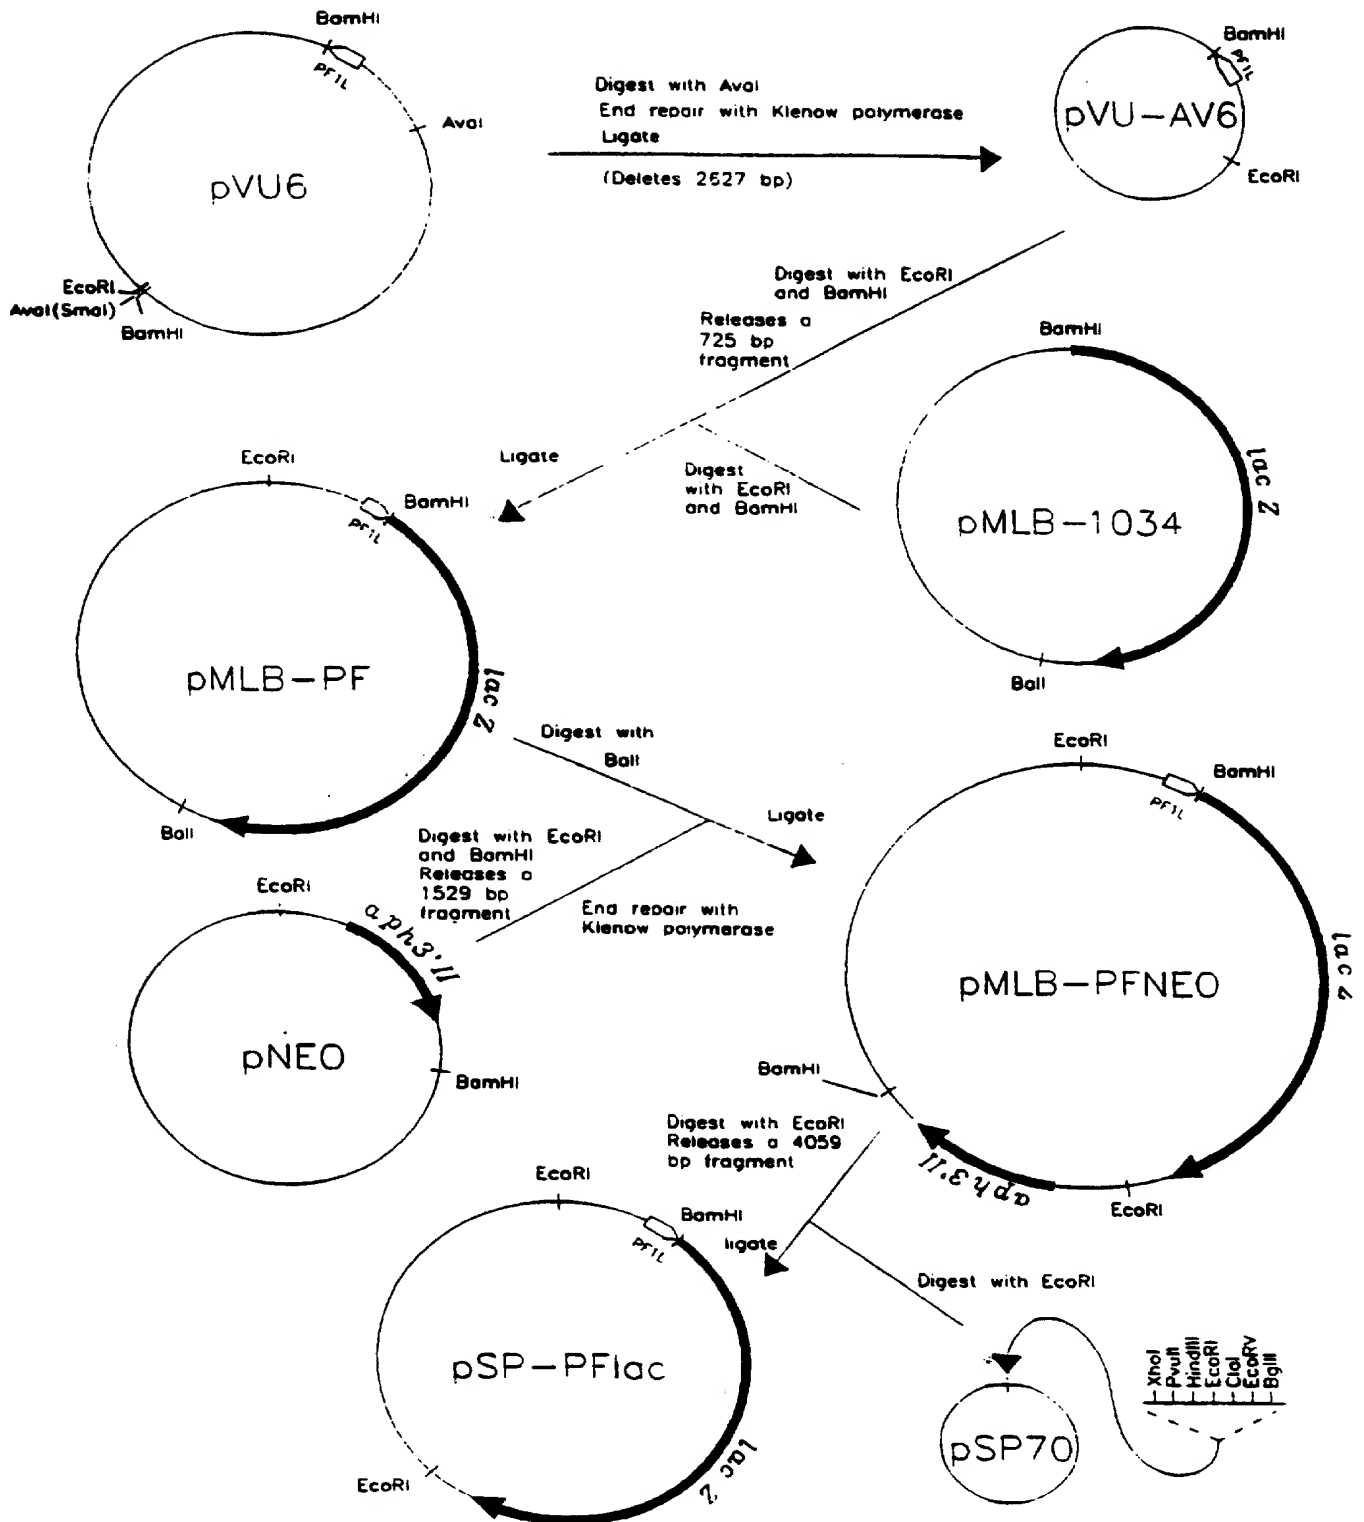 BamHI
PF1L
AvaI
pVU6
EcoRI
AvaI(SmaI)
BamHI
Digest with AvaI
End repair with Klenow polymerase
Ligate
(Deletes 2627 bp)
BamHI
PF1L
pVU-AV6
EcoRI
Digest with EcoRI
and BamHI
Releases a
725 bp
fragment
BamHI
lac Z
pMLB-1034
BalI
Digest
with EcoRI
and BamHI
Ligate
EcoRI
BamHI
PF1L
pMLB-PF
lac Z
BalI
Digest with
BalI
Ligate
Digest with EcoRI
and BamHI
Releases a
1529 bp
fragment
End repair with
Klenow polymerase
EcoRI
aph3'II
pNEO
BamHI
EcoRI
BamHI
PF1L
lac Z
pMLB-PFNEO
BamHI
aph3'II
EcoRI
Digest with EcoRI
Releases a 4059
bp fragment
ligate
Digest with EcoRI
EcoRI
BamHI
PF1L
pSP-PFlac
lac Z
EcoRI
pSP70
XhoI
PvuII
HindIII
EcoRI
ClaI
EcoRV
BglII